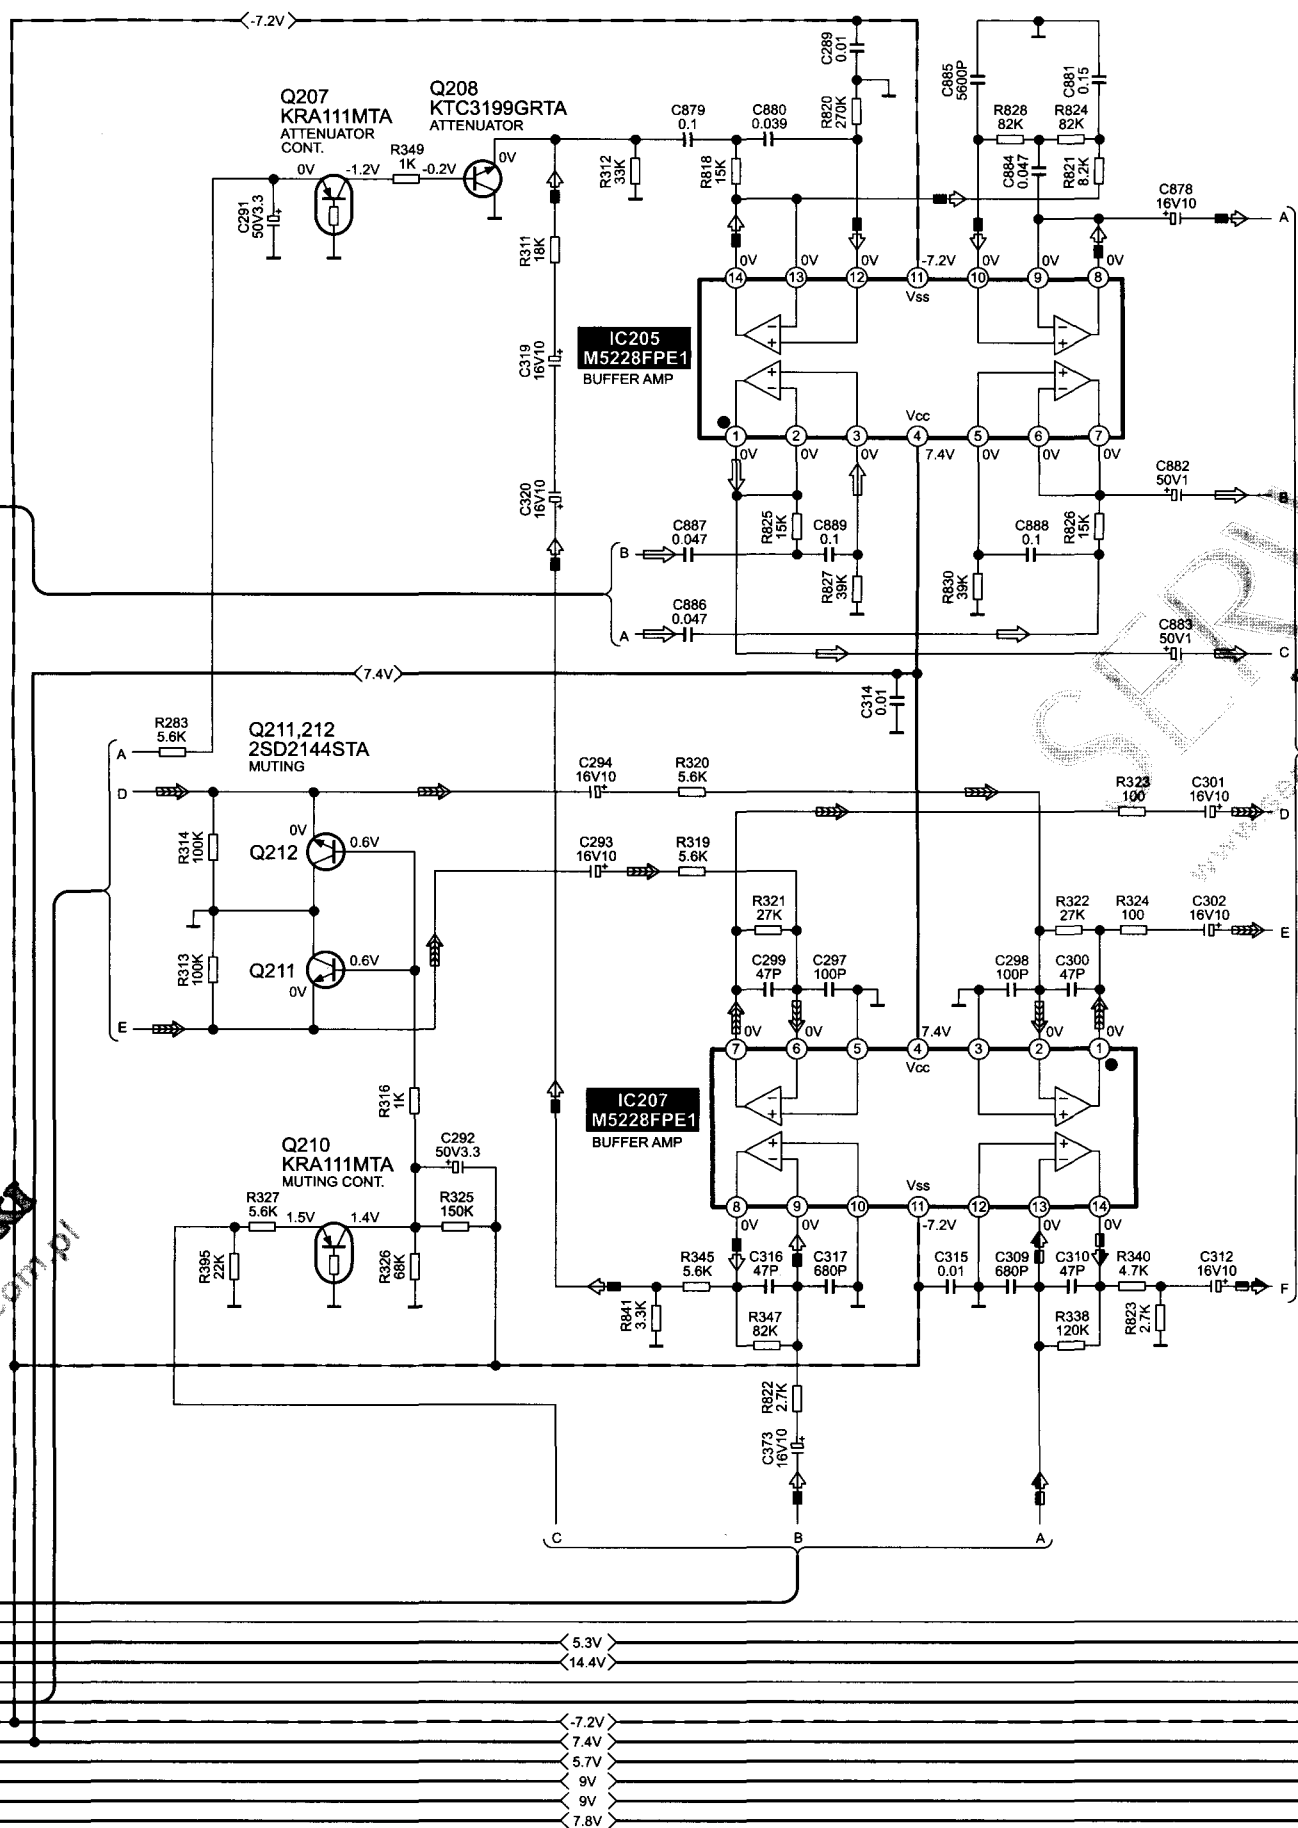 -7.2V
Q207
KRA111MTA
ATTENUATOR
CONT.
Q208
KTC3199GRTA
ATTENUATOR
R349
1K
0V
-1.2V
-0.2V
0V
C291
50V3.3
C879
0.1
C880
0.039
C289
0.01
R820
270K
R312
33K
R818
15K
C885
5600P
C881
0.15
R828
82K
R824
82K
C884
0.047
R821
8.2K
C878
16V10
A
R311
18K
C319
16V10
C320
16V10
0V
0V
0V
-7.2V
0V
0V
0V
14
13
12
11
10
9
8
Vss
IC205
M5228FPE1
BUFFER AMP
Vcc
1
2
3
4
5
6
7
0V
0V
0V
7.4V
0V
0V
0V
C882
50V1
B
R825
15K
C887
0.047
C889
0.1
C888
0.1
R826
15K
B
R827
39K
R830
39K
C886
0.047
A
C883
50V1
C
SERW
7.4V
C314
0.01
R283
5.6K
A
Q211,212
2SD2144STA
MUTING
D
C294
16V10
R320
5.6K
R323
100
C301
16V10
D
R314
100K
0V
Q212
0.6V
C293
16V10
R319
5.6K
R321
27K
R322
27K
R324
100
C302
16V10
E
R313
100K
Q211
0.6V
0V
C299
47P
C297
100P
C298
100P
C300
47P
E
0V
0V
7.4V
0V
0V
7
6
5
4
3
2
1
Vcc
R316
1K
IC207
M5228FPE1
BUFFER AMP
Q210
KRA111MTA
MUTING CONT.
C292
50V3.3
Vss
8
9
10
11
12
13
14
0V
0V
-7.2V
0V
0V
R327
5.6K
1.5V
1.4V
R325
150K
R395
22K
R326
68K
R345
5.6K
C316
47P
C317
680P
C315
0.01
C309
680P
C310
47P
R340
4.7K
C312
16V10
F
R841
3.3K
R347
82K
R338
120K
R823
2.7K
com.pl
R822
2.7K
C373
16V10
C
B
A
5.3V
14.4V
-7.2V
7.4V
5.7V
9V
9V
7.8V